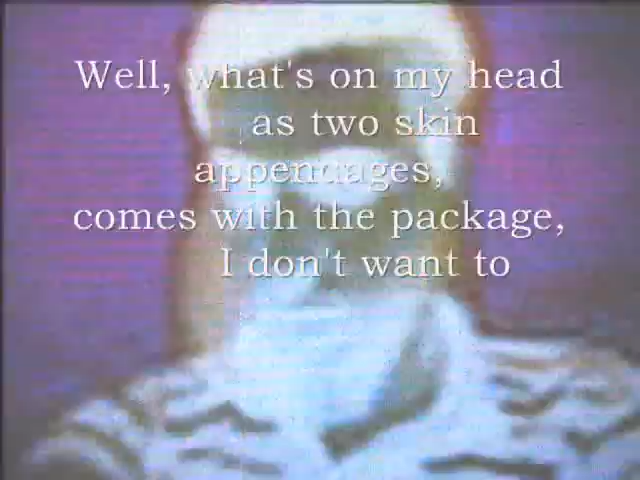 Well, what's on my head
as two skin
appendages,
comes with the package,
I don't want to